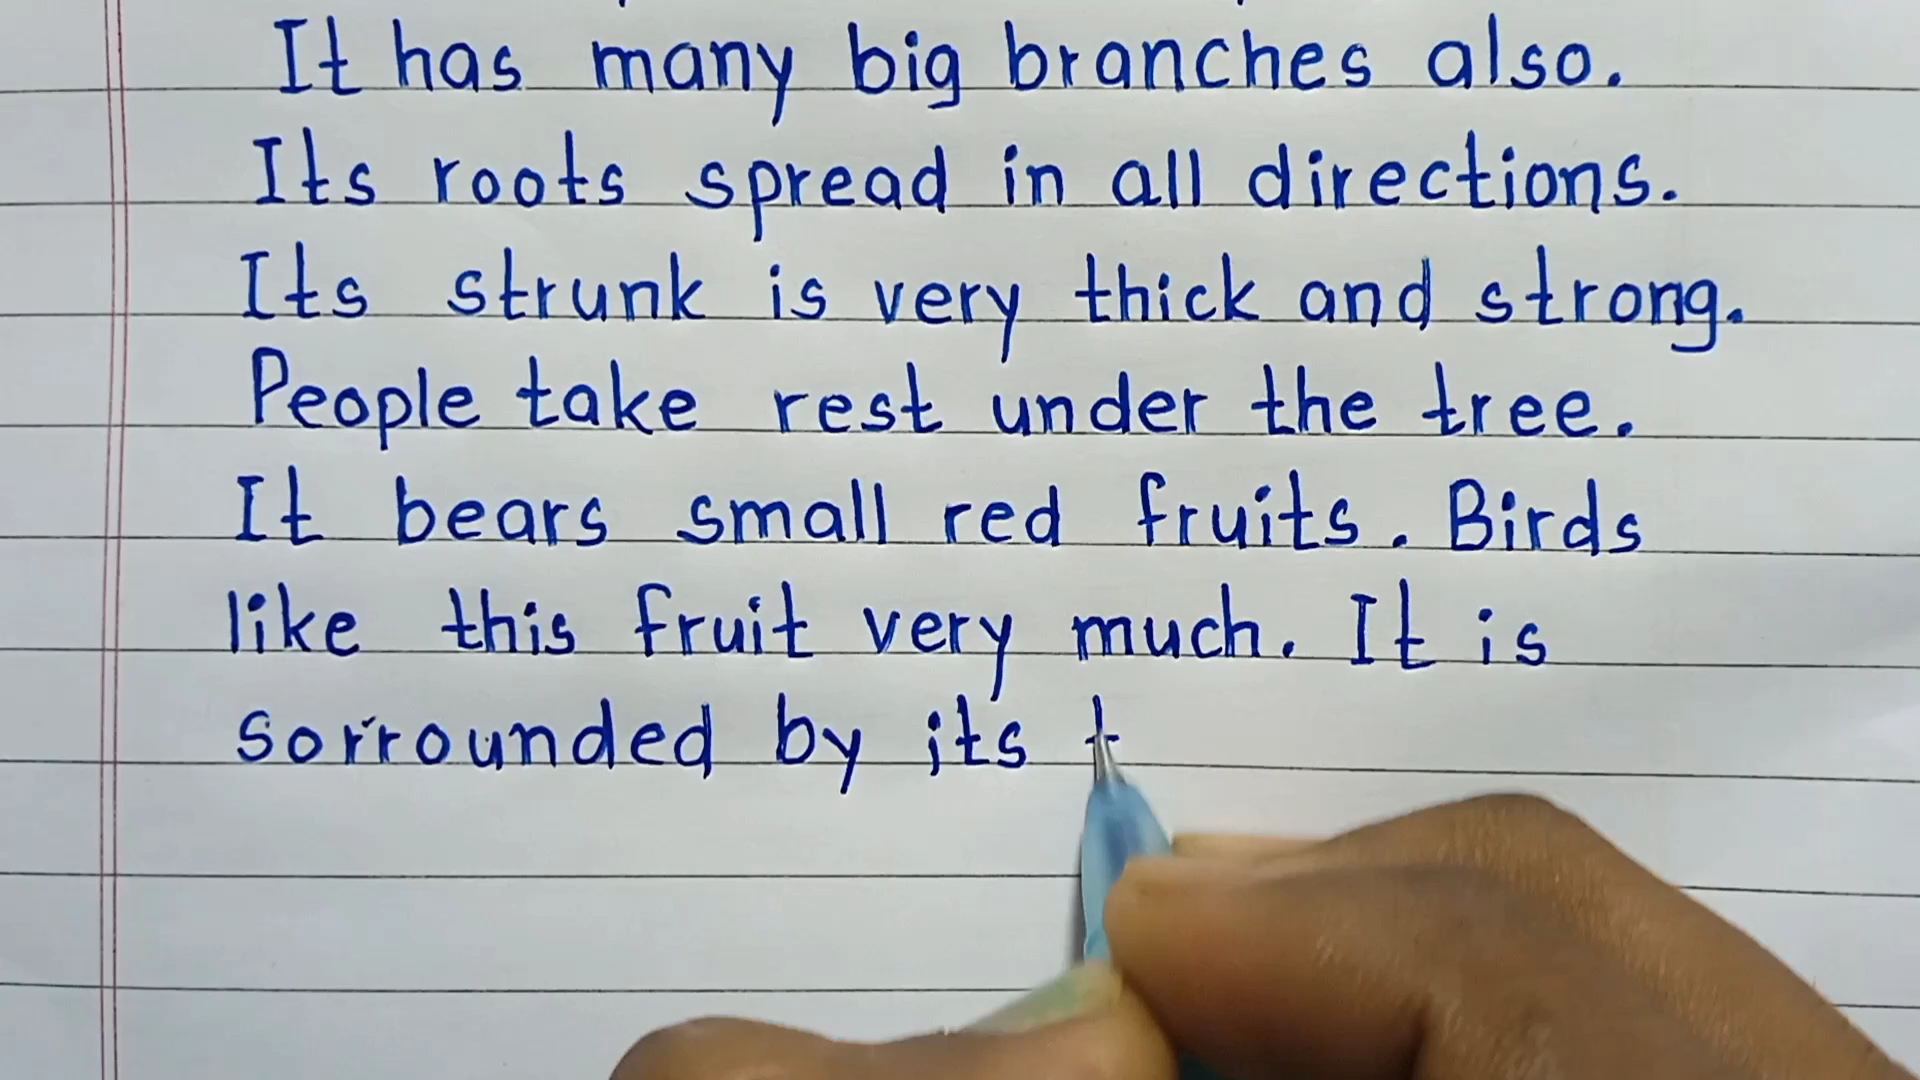 It has many big branches also.
Its roots spread in all directions.
Its strunk is very thick and strong.
People take rest under the tree.
It bears small red fruits. Birds
like this fruit very much. It is
sorrounded by its t